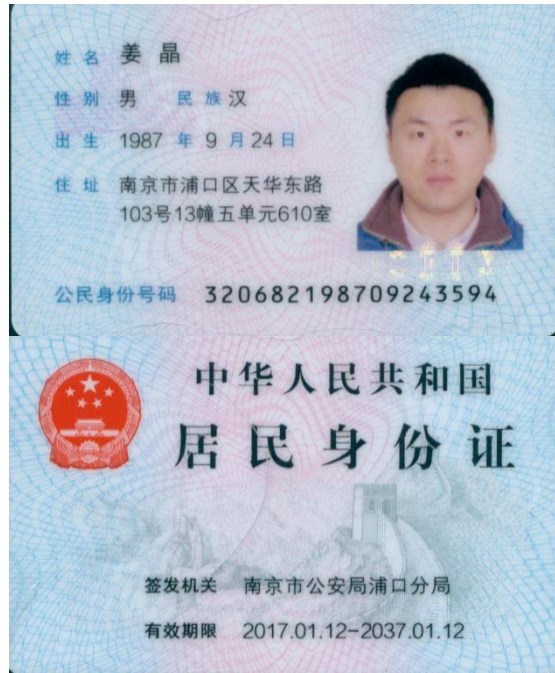 姓名 姜晶
性别 男 民族 汉
出生 1987 年 9 月 24 日
住址 南京市浦口区天华东路
103号13幢五单元610室
公民身份号码 320682198709243594
中华人民共和国
居民身份证
签发机关 南京市公安局浦口分局
有效期限 2017.01.12-2037.01.12